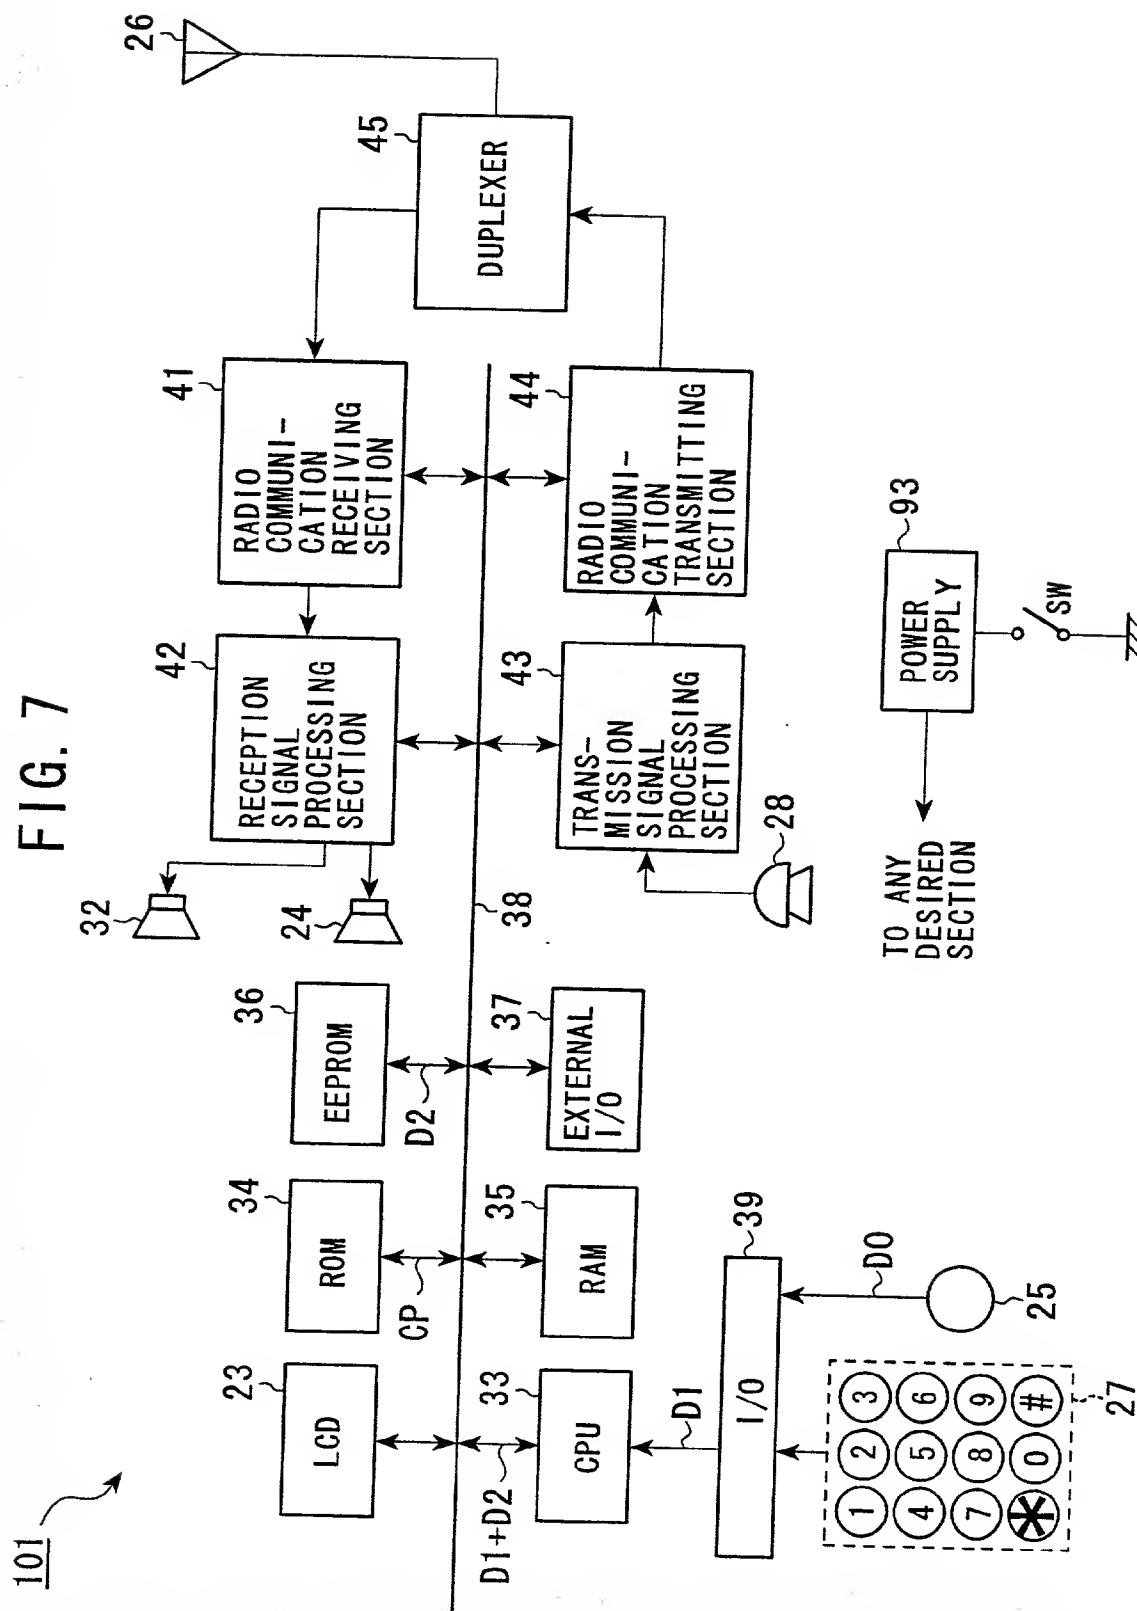 FIG. 7
101
26
45
DUPLEXER
41
RADIO
COMMUNI-
CATION
RECEIVING
SECTION
42
RECEPTION
SIGNAL
PROCESSING
SECTION
32
24
36
EEPROM
D2
34
ROM
CP
23
LCD
38
44
RADIO
COMMUNI-
CATION
TRANSMITTING
SECTION
43
TRANS-
MISSION
SIGNAL
PROCESSING
SECTION
28
37
EXTERNAL
I/O
35
RAM
33
CPU
D1+D2
D1
39
I/O
D0
25
27
1 2 3
4 5 6
7 8 9
* 0 #
93
POWER
SUPPLY
SW
TO ANY
DESIRED
SECTION